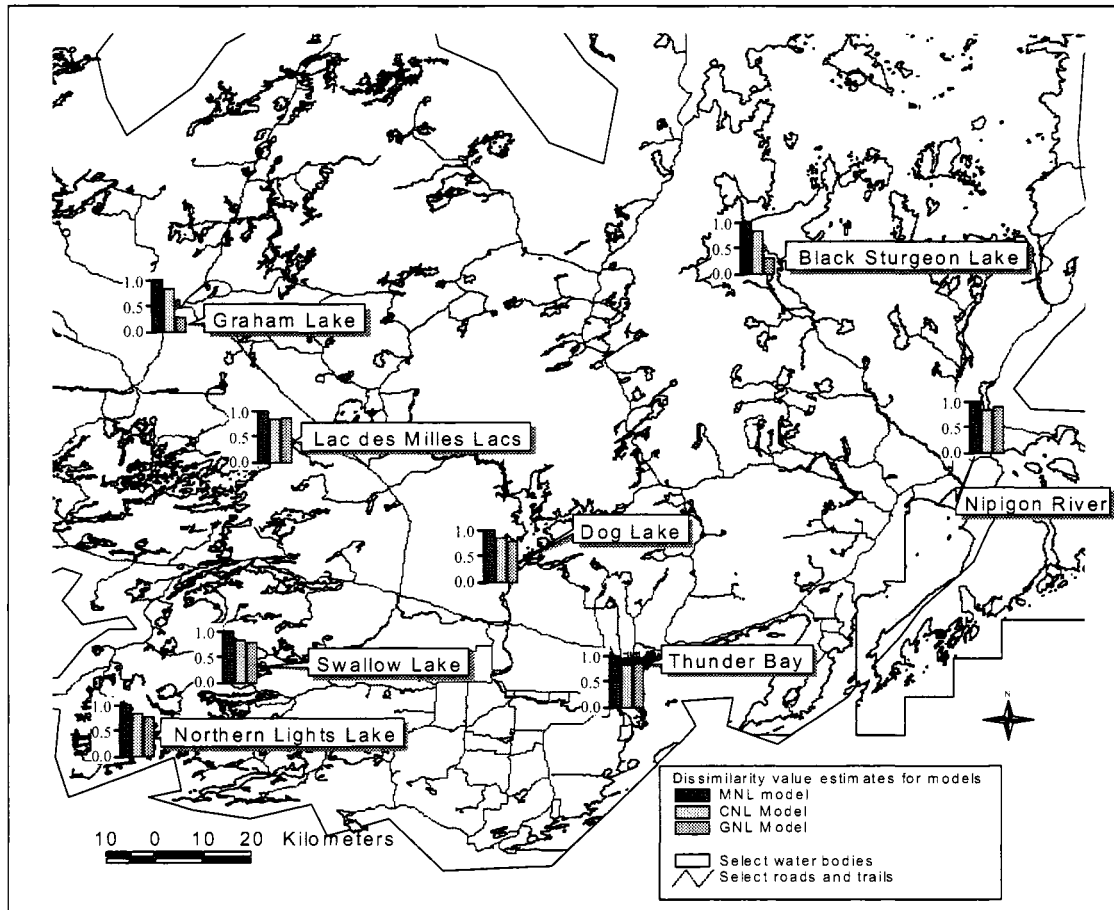 1.0
0.5
0.0
Black Sturgeon Lake
1.0
0.5
0.0
Graham Lake
1.0
0.5
0.0
Lac des Milles Lacs
1.0
0.5
0.0
Nipigon River
1.0
0.5
0.0
Dog Lake
1.0
0.5
0.0
Swallow Lake
1.0
0.5
0.0
Thunder Bay
1.0
0.5
0.0
Northern Lights Lake
N
Dissimilarity value estimates for models
MNL model
CNL Model
GNL Model
Select water bodies
Select roads and trails
10 0 10 20 Kilometers